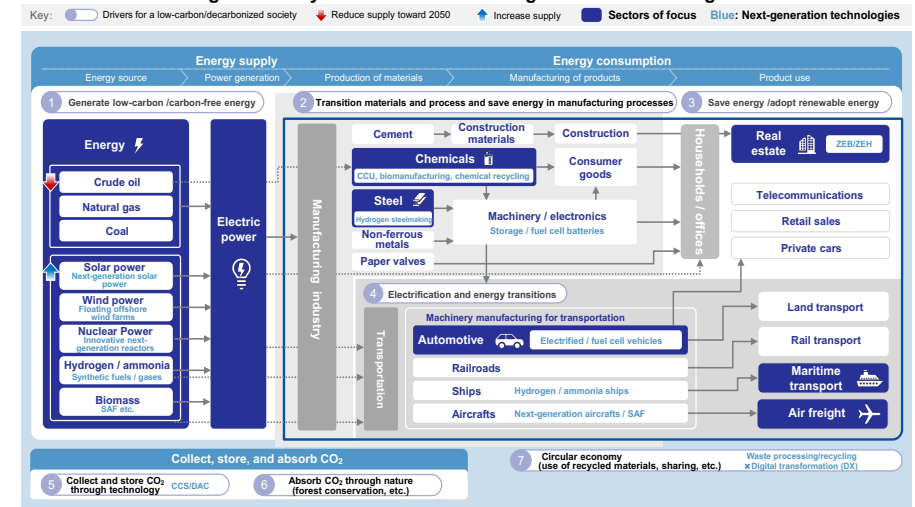 Key: Drivers for a low-carbon/decarbonized society Reduce supply toward 2050 Increase supply Sectors of focus Blue: Next-generation technologies
Energy supply
Energy consumption
Energy source
Power generation
Production of materials
Manufacturing of products
Product use
1 Generate low-carbon /carbon-free energy
2 Transition materials and process and save energy in manufacturing processes
3 Save energy /adopt renewable energy
Energy
Crude oil
Natural gas
Coal
Solar power
Next-generation solar
power
Wind power
Floating offshore
wind farms
Nuclear Power
Innovative next-
generation reactors
Hydrogen / ammonia
Synthetic fuels / gases
Biomass
SAF etc.
Electric
power
Manufacturing industry
Cement
Construction
materials
Construction
Chemicals
CCU, biomanufacturing, chemical recycling
Consumer
goods
Steel
Hydrogen steelmaking
Non-ferrous
metals
Paper valves
Machinery / electronics
Storage / fuel cell batteries
Households / offices
Real
estate
ZEB/ZEH
Telecommunications
Retail sales
Private cars
4 Electrification and energy transitions
Transportation
Machinery manufacturing for transportation
Automotive
Electrified / fuel cell vehicles
Railroads
Ships
Hydrogen / ammonia ships
Aircrafts
Next-generation aircrafts / SAF
Land transport
Rail transport
Maritime
transport
Air freight
Collect, store, and absorb CO₂
5 Collect and store CO₂
through technology
CCS/DAC
6 Absorb CO₂ through nature
(forest conservation, etc.)
7 Circular economy
(use of recycled materials, sharing, etc.)
Waste processing/recycling
×Digital transformation (DX)